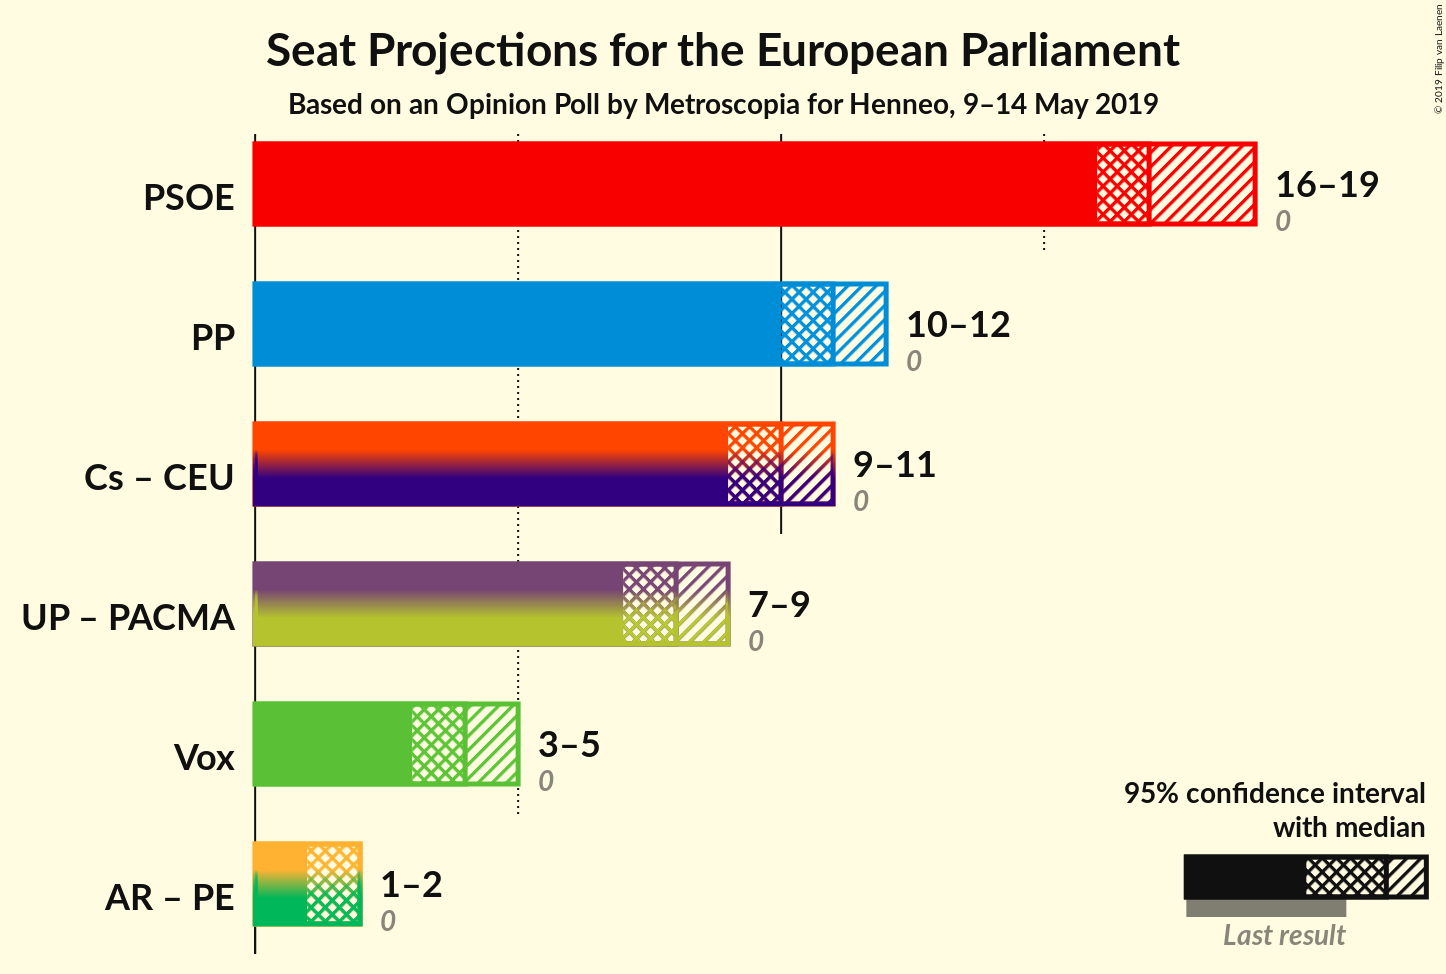 Seat Projections for the European Parliament
Based on an Opinion Poll by Metroscopia for Henneo, 9–14 May 2019
© 2019 Filip van Laenen
PSOE
16–19
0
PP
10–12
0
Cs – CEU
9–11
0
UP – PACMA
7–9
0
Vox
3–5
0
AR – PE
1–2
0
95% confidence interval
with median
Last result